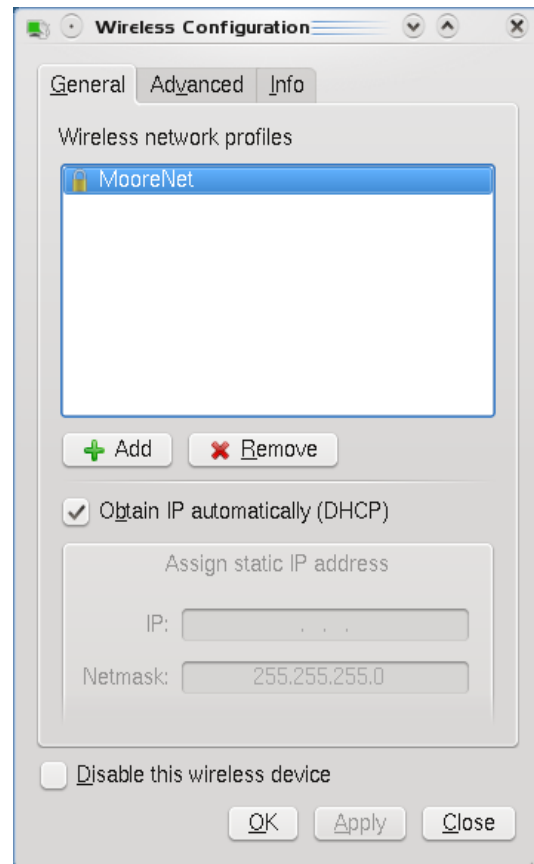 Wireless Configuration
General Advanced Info
Wireless network profiles
MooreNet
Add Remove
Obtain IP automatically (DHCP)
Assign static IP address
IP: . . .
Netmask: 255.255.255.0
Disable this wireless device
OK Apply Close